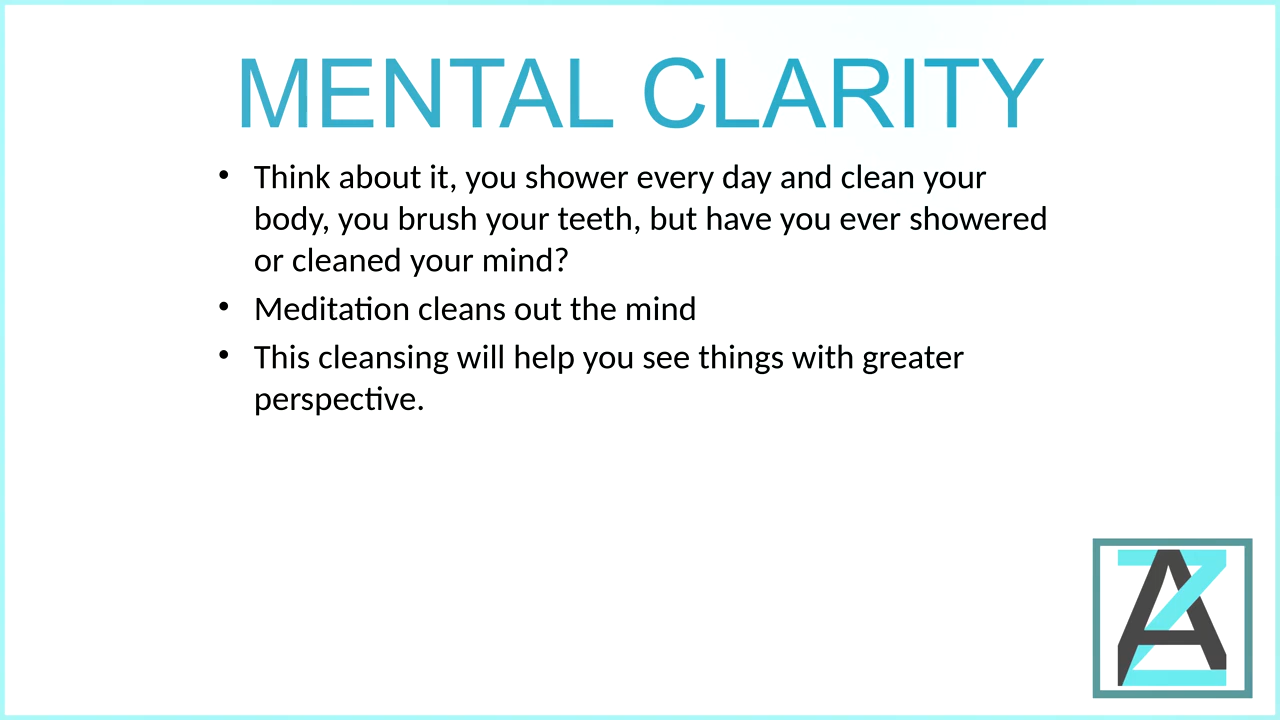 MENTAL CLARITY
• Think about it, you shower every day and clean your
body, you brush your teeth, but have you ever showered
or cleaned your mind?
• Meditation cleans out the mind
• This cleansing will help you see things with greater
perspective.
AZ